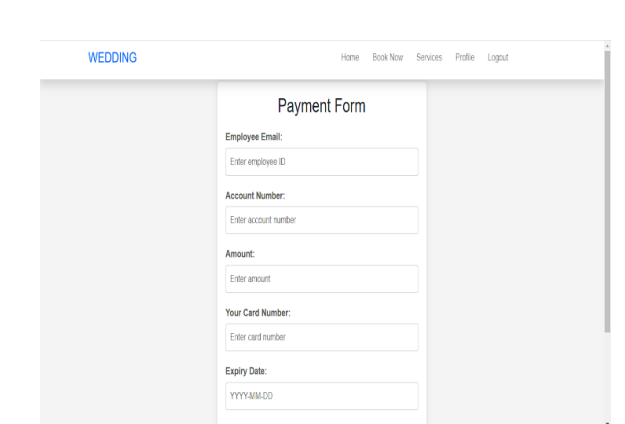 WEDDING
Home Book Now Services Profile Logout
Payment Form
Employee Email:
Enter employee ID
Account Number:
Enter account number
Amount:
Enter amount
Your Card Number:
Enter card number
Expiry Date:
YYYY-MM-DD